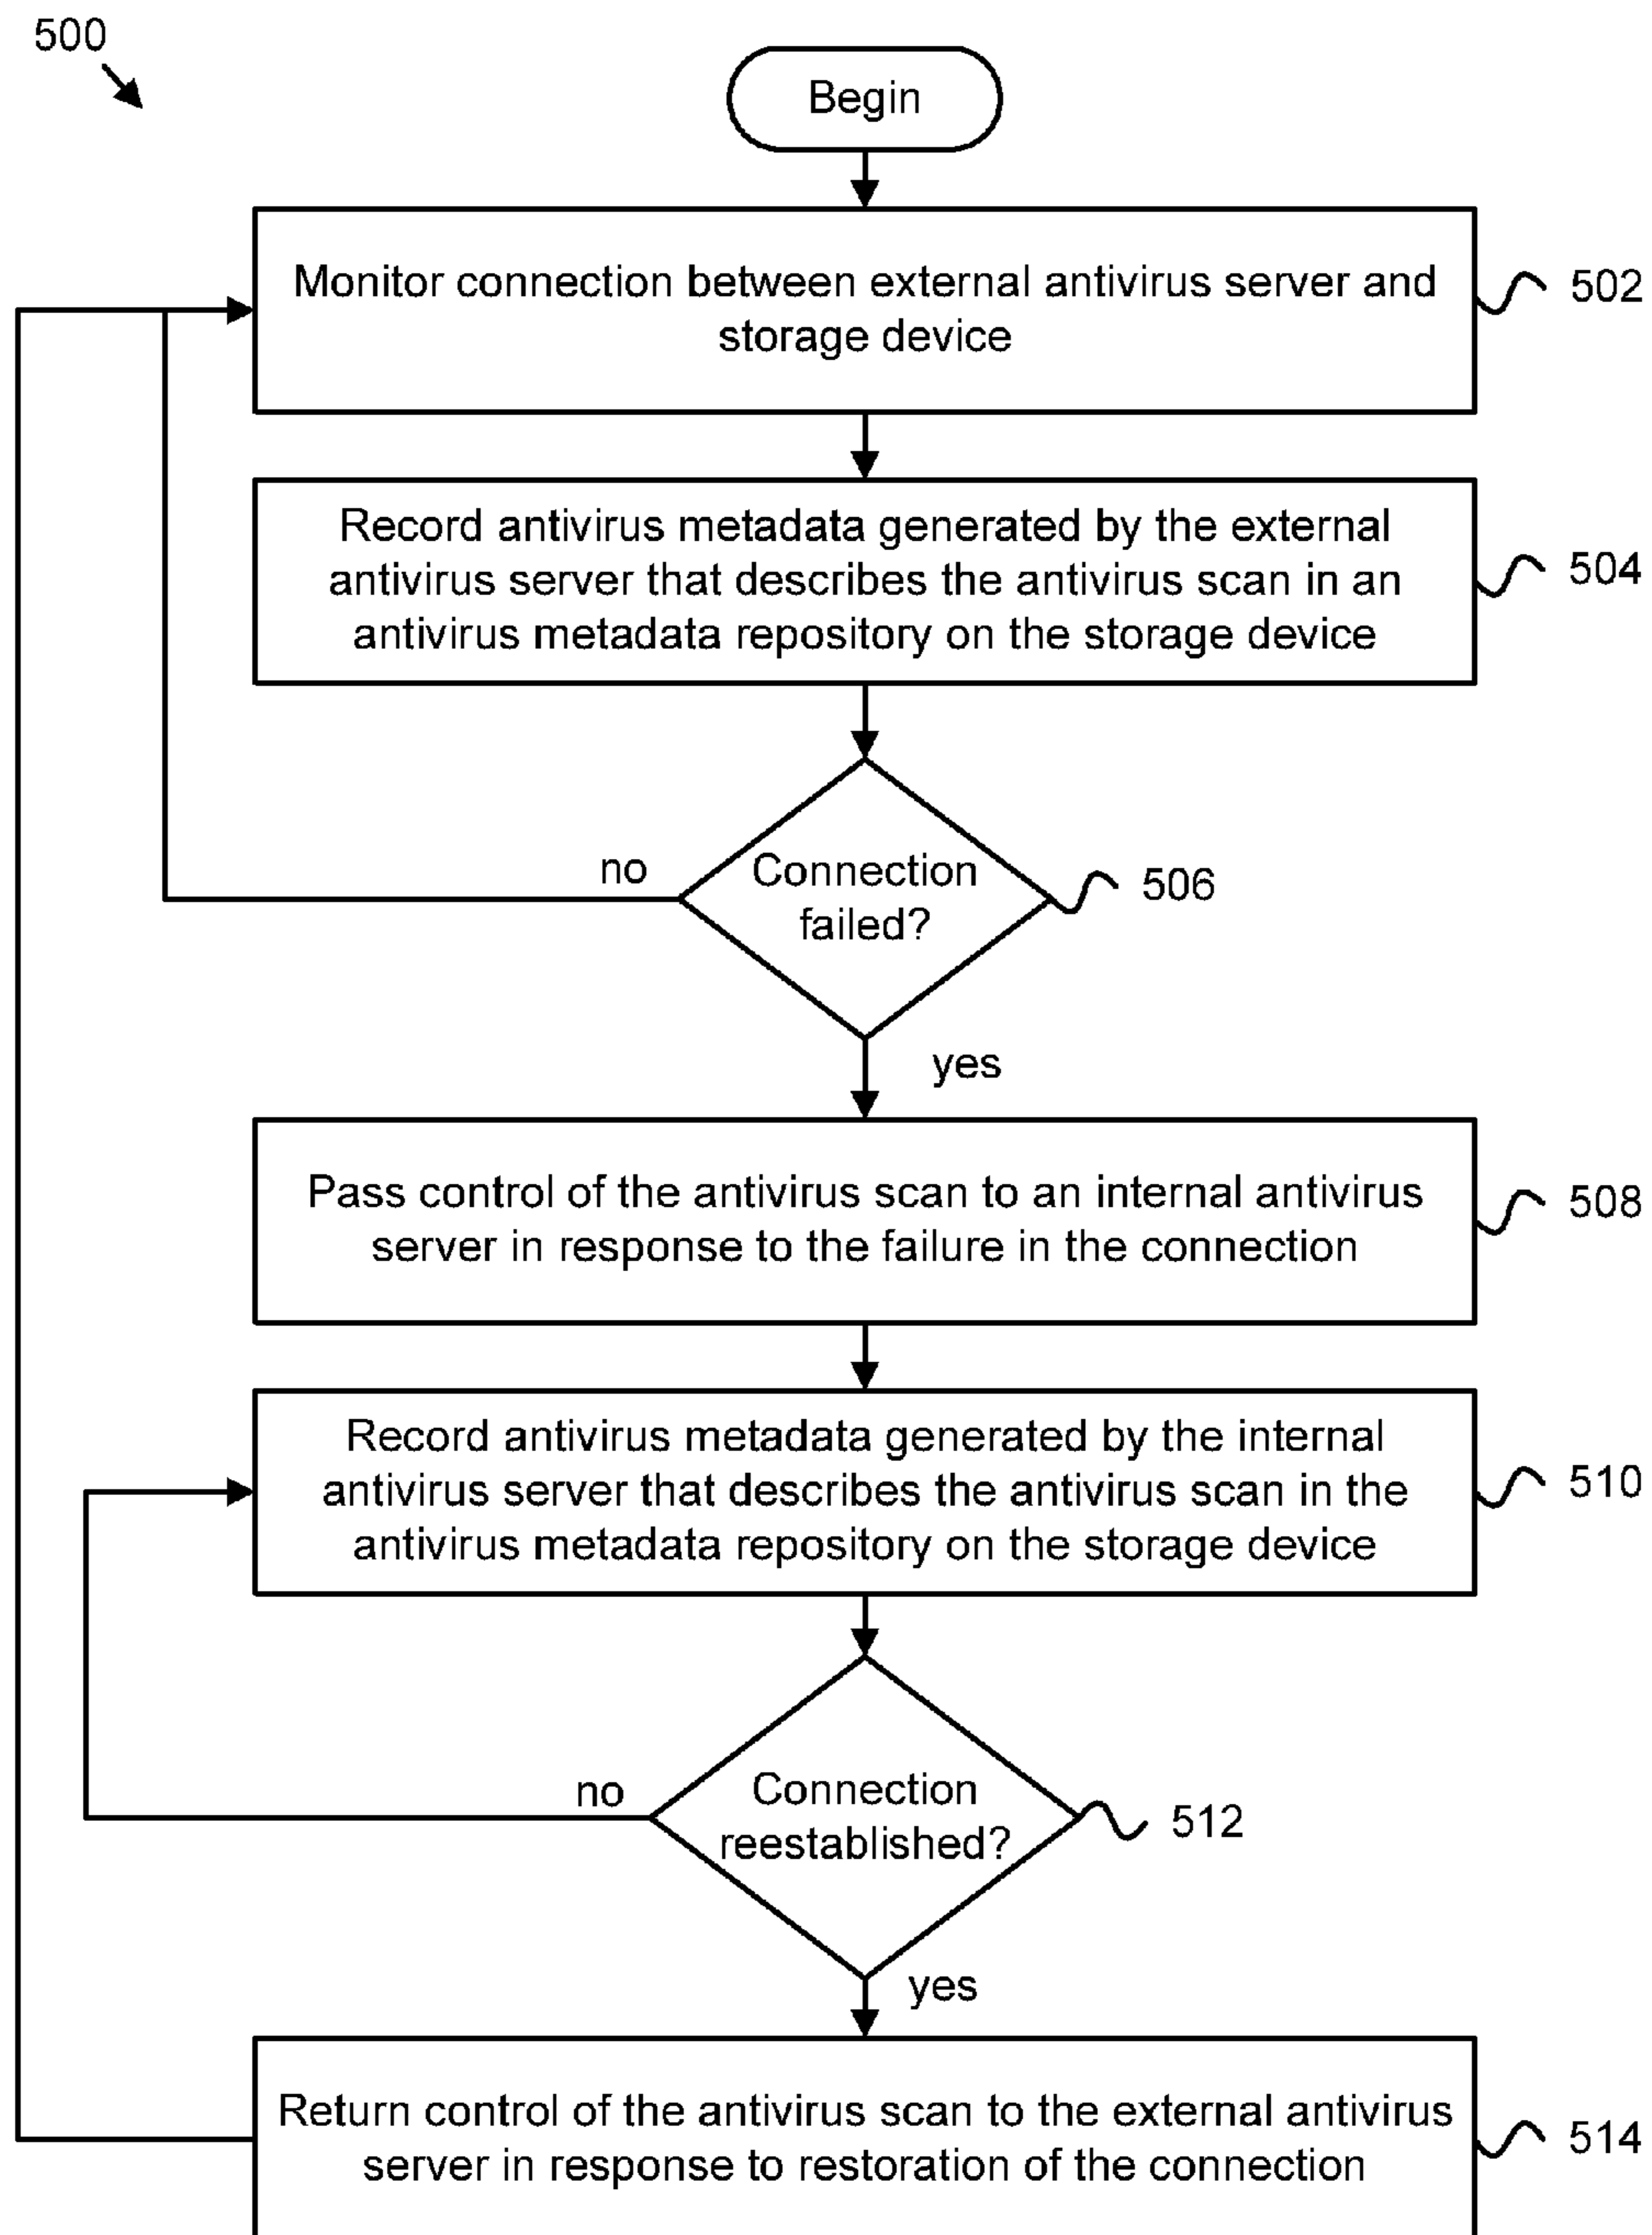 500
Begin
Monitor connection between external antivirus server and
storage device
502
Record antivirus metadata generated by the external
antivirus server that describes the antivirus scan in an
antivirus metadata repository on the storage device
504
no
Connection
failed?
506
yes
Pass control of the antivirus scan to an internal antivirus
server in response to the failure in the connection
508
Record antivirus metadata generated by the internal
antivirus server that describes the antivirus scan in the
antivirus metadata repository on the storage device
510
no
Connection
reestablished?
512
yes
Return control of the antivirus scan to the external antivirus
server in response to restoration of the connection
514